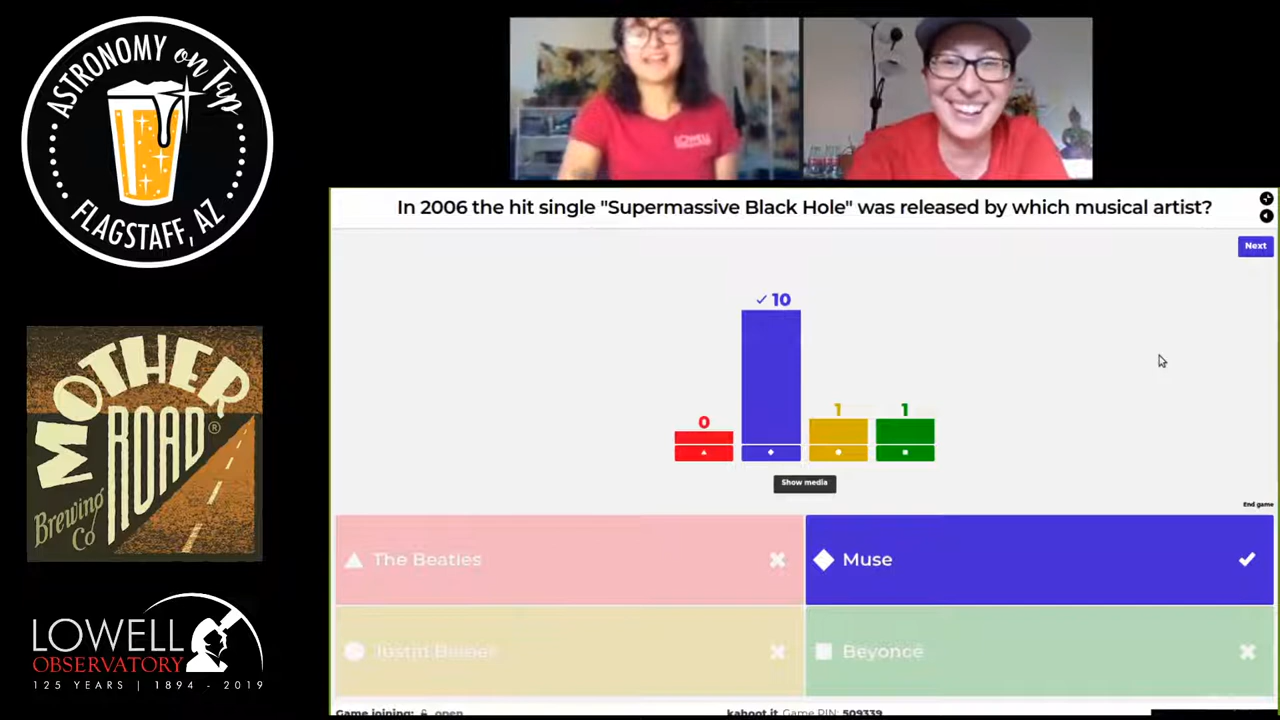 ASTRONOMY on Tap
FLAGSTAFF, AZ
LOWELL
In 2006 the hit single "Supermassive Black Hole" was released by which musical artist?
Next
✓ 10
0
1
1
Show media
End game
MOTHER
ROAD®
Brewing
Co
The Beatles
Muse
Justin Bieber
Beyoncé
LOWELL
OBSERVATORY
125 YEARS | 1894 - 2019
Game joining: open
kahoot.it Game PIN: 509339